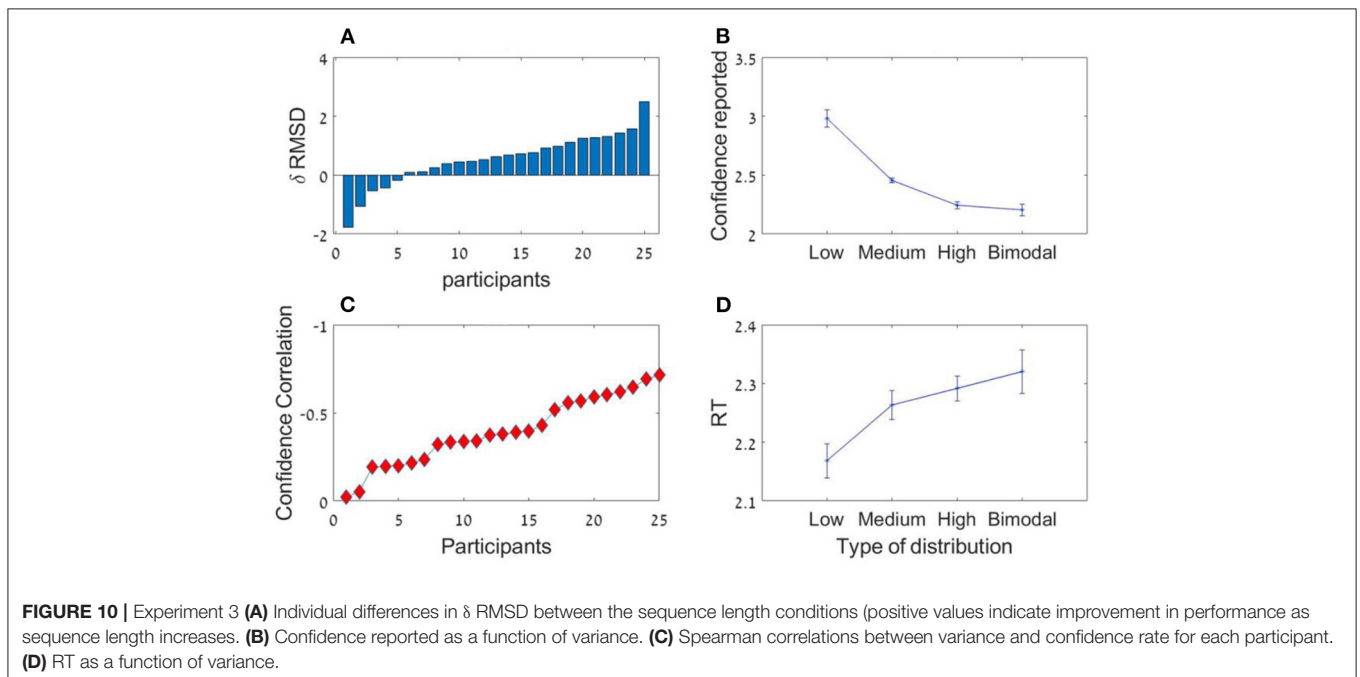 A
4
2
0
-2
δ RMSD
0 5 10 15 20 25
participants
B
3.5
3
2.5
2
Confidence reported
Low Medium High Bimodal
C
-1
-0.5
0
Confidence Correlation
0 5 10 15 20 25
Participants
D
2.4
2.3
2.2
2.1
RT
Low Medium High Bimodal
Type of distribution
FIGURE 10 | Experiment 3 (A) Individual differences in δ RMSD between the sequence length conditions (positive values indicate improvement in performance as
sequence length increases. (B) Confidence reported as a function of variance. (C) Spearman correlations between variance and confidence rate for each participant.
(D) RT as a function of variance.